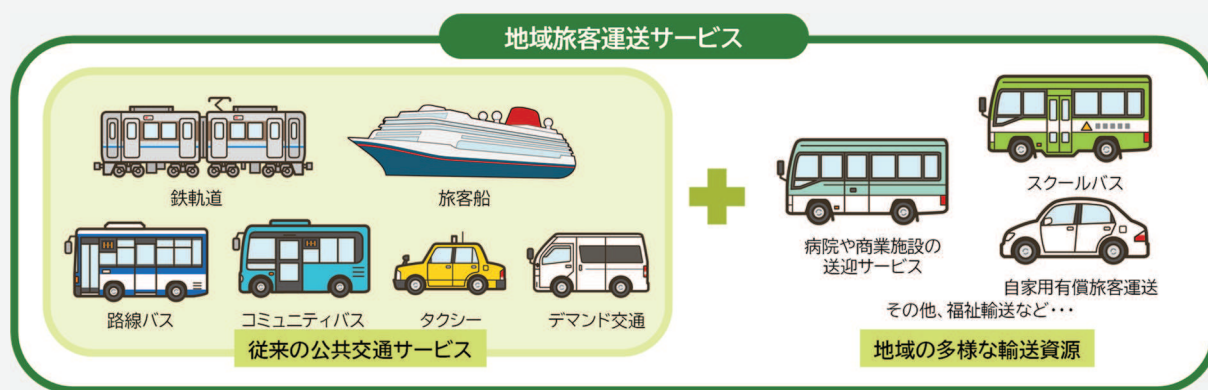 地域旅客運送サービス
鉄軌道
旅客船
路線バス
コミュニティバス
タクシー
デマンド交通
従来の公共交通サービス
スクールバス
病院や商業施設の
送迎サービス
自家用有償旅客運送
その他、福祉輸送など･･･
地域の多様な輸送資源